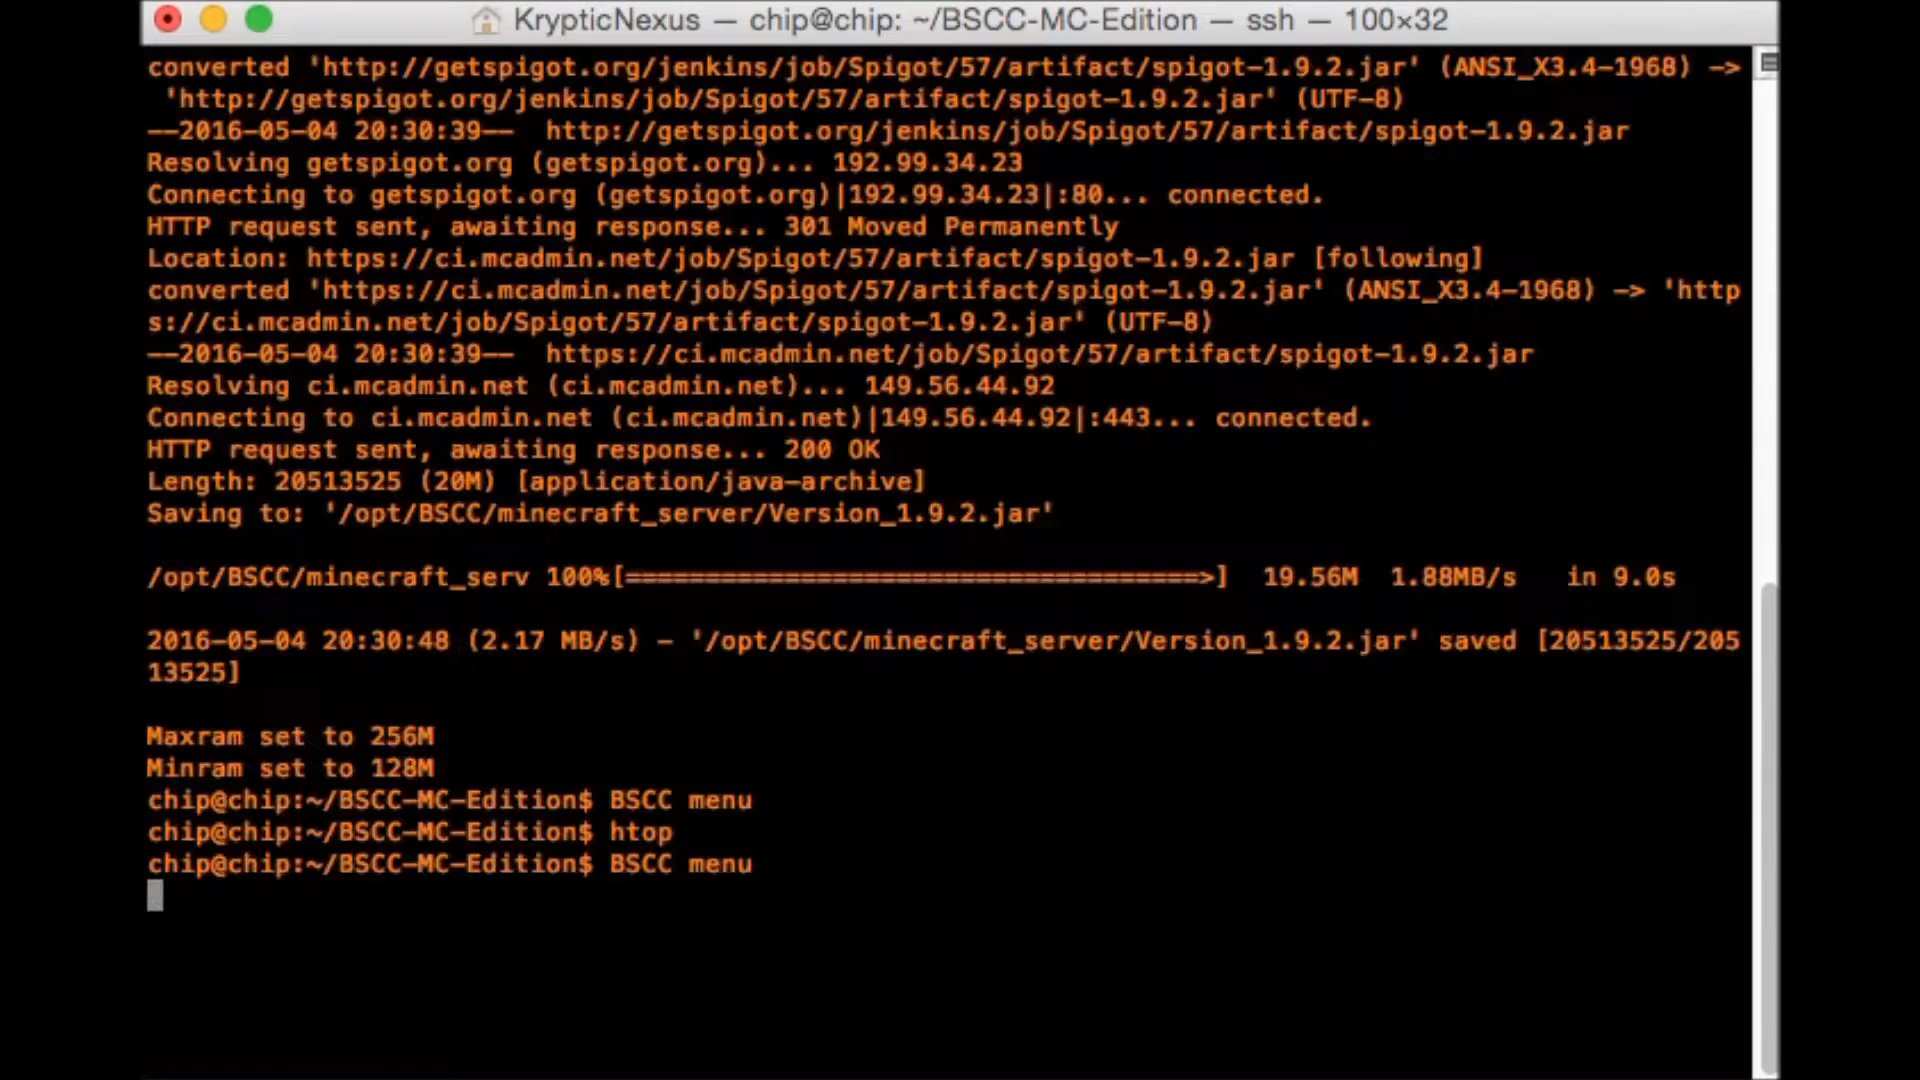 KrypticNexus — chip@chip: ~/BSCC-MC-Edition — ssh — 100×32
converted 'http://getspigot.org/jenkins/job/Spigot/57/artifact/spigot-1.9.2.jar' (ANSI_X3.4-1968) ->
 'http://getspigot.org/jenkins/job/Spigot/57/artifact/spigot-1.9.2.jar' (UTF-8)
--2016-05-04 20:30:39--  http://getspigot.org/jenkins/job/Spigot/57/artifact/spigot-1.9.2.jar
Resolving getspigot.org (getspigot.org)... 192.99.34.23
Connecting to getspigot.org (getspigot.org)|192.99.34.23|:80... connected.
HTTP request sent, awaiting response... 301 Moved Permanently
Location: https://ci.mcadmin.net/job/Spigot/57/artifact/spigot-1.9.2.jar [following]
converted 'https://ci.mcadmin.net/job/Spigot/57/artifact/spigot-1.9.2.jar' (ANSI_X3.4-1968) -> 'http
s://ci.mcadmin.net/job/Spigot/57/artifact/spigot-1.9.2.jar' (UTF-8)
--2016-05-04 20:30:39--  https://ci.mcadmin.net/job/Spigot/57/artifact/spigot-1.9.2.jar
Resolving ci.mcadmin.net (ci.mcadmin.net)... 149.56.44.92
Connecting to ci.mcadmin.net (ci.mcadmin.net)|149.56.44.92|:443... connected.
HTTP request sent, awaiting response... 200 OK
Length: 20513525 (20M) [application/java-archive]
Saving to: '/opt/BSCC/minecraft_server/Version_1.9.2.jar'
/opt/BSCC/minecraft_serv 100%[====================================>]  19.56M  1.88MB/s   in 9.0s
2016-05-04 20:30:48 (2.17 MB/s) - '/opt/BSCC/minecraft_server/Version_1.9.2.jar' saved [20513525/205
13525]
Maxram set to 256M
Minram set to 128M
chip@chip:~/BSCC-MC-Edition$ BSCC menu
chip@chip:~/BSCC-MC-Edition$ htop
chip@chip:~/BSCC-MC-Edition$ BSCC menu